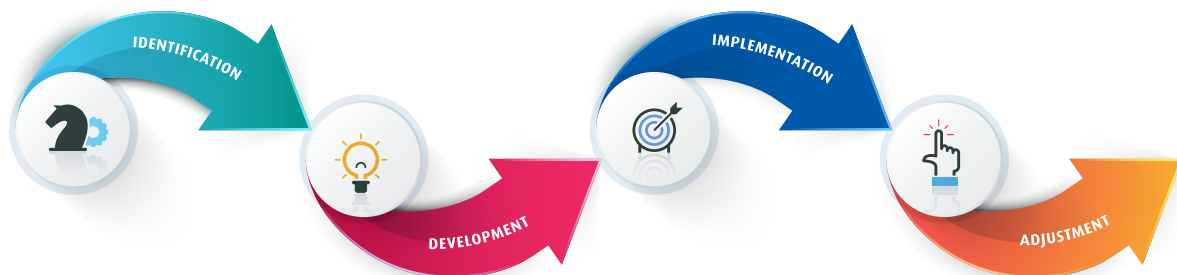 IDENTIFICATION
DEVELOPMENT
IMPLEMENTATION
ADJUSTMENT